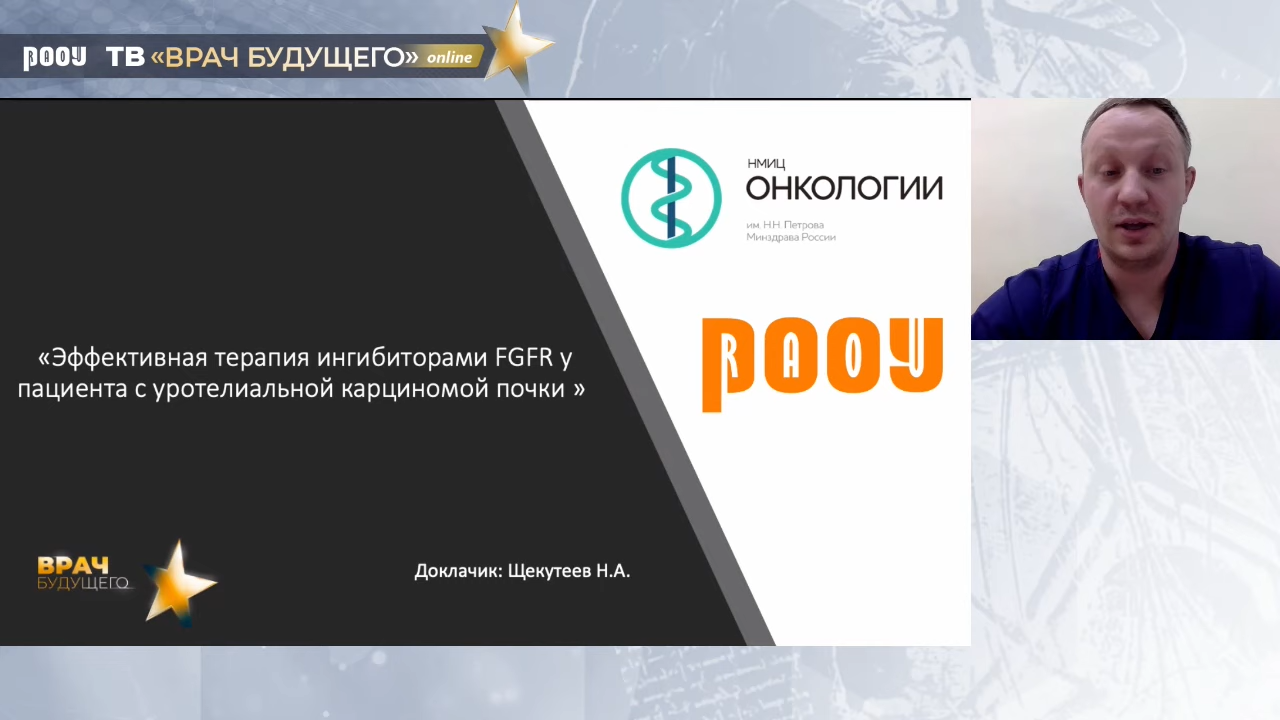 РООУ ТВ «ВРАЧ БУДУЩЕГО» online
НМИЦ
ОНКОЛОГИИ
им. Н.Н. Петрова
Минздрава России
РООУ
RAOU
«Эффективная терапия ингибиторами FGFR у
пациента с уротелиальной карциномой почки »
ВРАЧ
БУДУЩЕГО
Доклачик: Щекутеев Н.А.